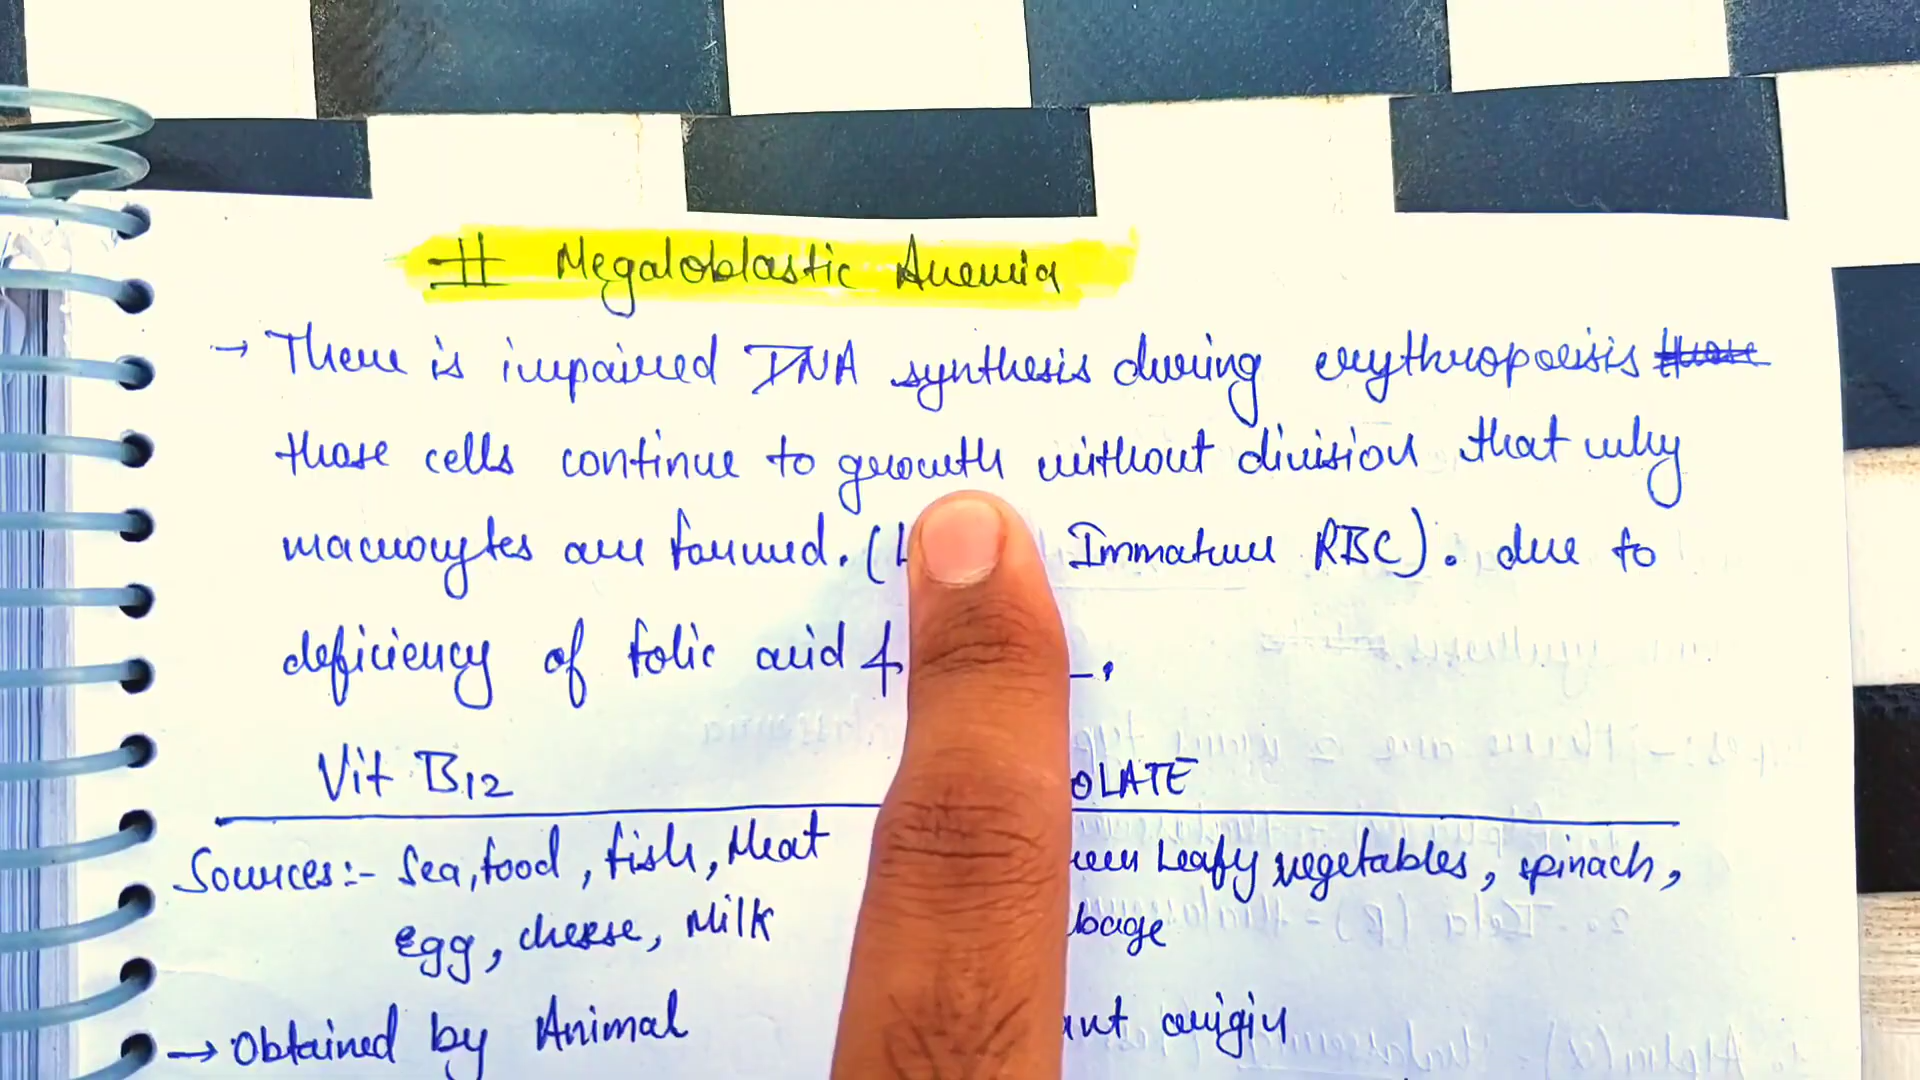 # Megaloblastic Anemia
→ There is impaired DNA synthesis during erythropoeisis
those cells continue to growth without division that why
macrocytes are formed. ( Immature RBC). due to
deficiency of folic acid &
Vit B12 OLATE
Sources:- Sea,food, fish, Meat Leafy vegetables, spinach,
Egg, cheese, Milk bage
→ Obtained by Animal origin